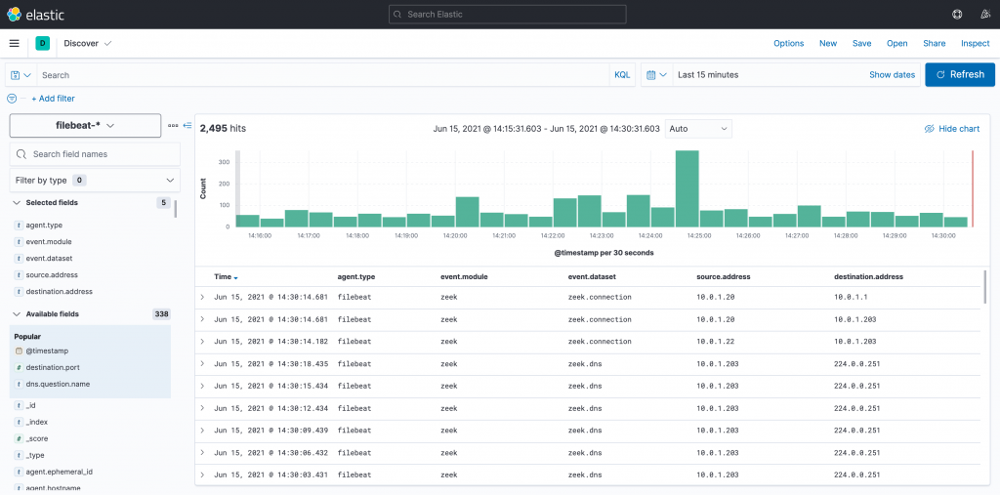 elastic
Search Elastic
D Discover
Options New Save Open Share Inspect
Search KQL Last 15 minutes Show dates Refresh
+ Add filter
filebeat-*
Search field names
Filter by type 0
Selected fields 5
t agent.type
t event.module
t event.dataset
t source.address
t destination.address
Available fields 338
Popular
@timestamp
# destination.port
t dns.question.name
t _id
t _index
# _score
t _type
t agent.ephemeral_id
t agent.hostname
2,495 hits Jun 15, 2021 @ 14:15:31.603 - Jun 15, 2021 @ 14:30:31.603 Auto Hide chart
Count
300
200
100
0
14:16:00 14:17:00 14:18:00 14:19:00 14:20:00 14:21:00 14:22:00 14:23:00 14:24:00 14:25:00 14:26:00 14:27:00 14:28:00 14:29:00 14:30:00
@timestamp per 30 seconds
Time agent.type event.module event.dataset source.address destination.address
Jun 15, 2021 @ 14:30:14.681 filebeat zeek zeek.connection 10.0.1.20 10.0.1.1
Jun 15, 2021 @ 14:30:14.681 filebeat zeek zeek.connection 10.0.1.20 10.0.1.203
Jun 15, 2021 @ 14:30:14.182 filebeat zeek zeek.connection 10.0.1.22 10.0.1.203
Jun 15, 2021 @ 14:30:18.435 filebeat zeek zeek.dns 10.0.1.203 224.0.0.251
Jun 15, 2021 @ 14:30:15.434 filebeat zeek zeek.dns 10.0.1.203 224.0.0.251
Jun 15, 2021 @ 14:30:12.434 filebeat zeek zeek.dns 10.0.1.203 224.0.0.251
Jun 15, 2021 @ 14:30:09.439 filebeat zeek zeek.dns 10.0.1.203 224.0.0.251
Jun 15, 2021 @ 14:30:06.432 filebeat zeek zeek.dns 10.0.1.203 224.0.0.251
Jun 15, 2021 @ 14:30:03.431 filebeat zeek zeek.dns 10.0.1.203 224.0.0.251